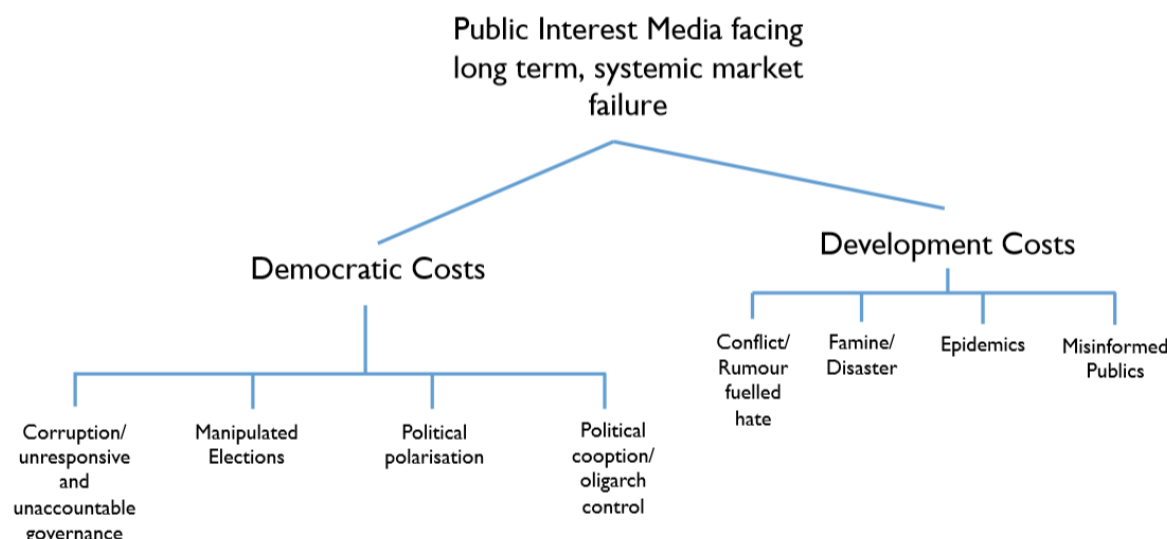 Public Interest Media facing
long term, systemic market
failure
Democratic Costs
Development Costs
Corruption/
unresponsive
and
unaccountable
governance
Manipulated
Elections
Political
polarisation
Political
cooption/
oligarch
control
Conflict/
Rumour
fuelled
hate
Famine/
Disaster
Epidemics
Misinformed
Publics